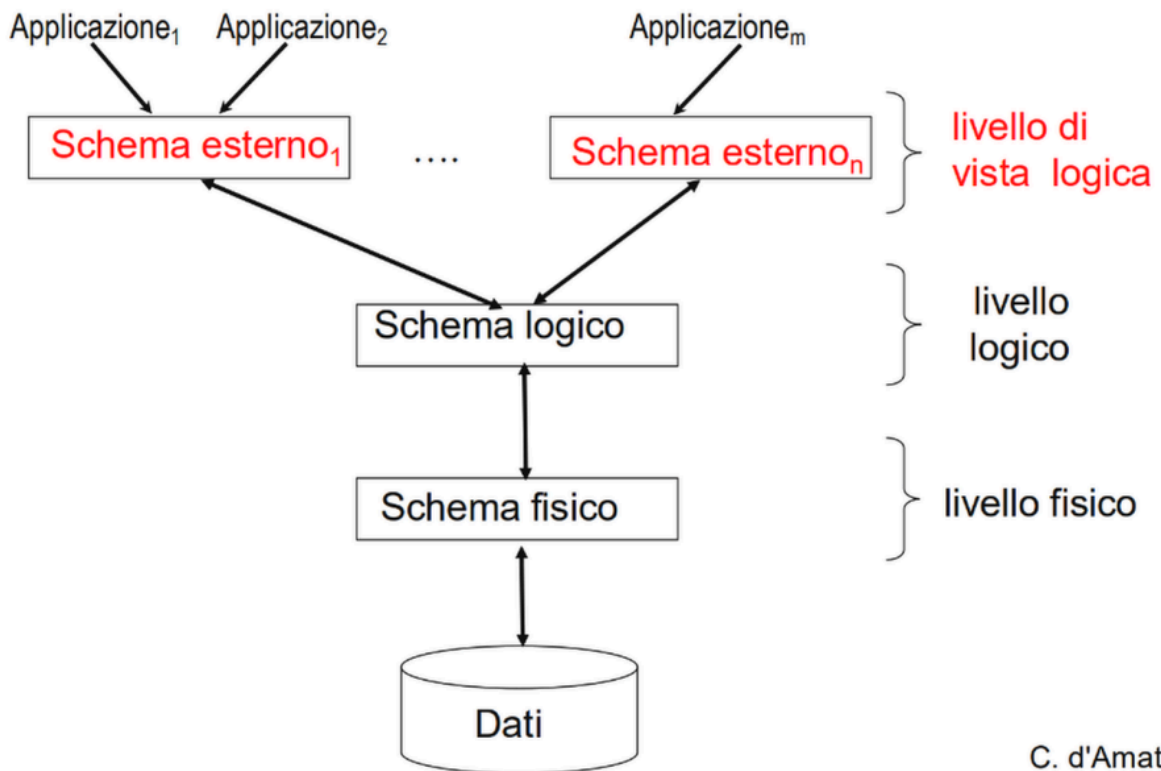 Applicazione₁ Applicazione₂ Applicazioneₘ
Schema esterno₁ .... Schema esternoₙ
livello di
vista logica
Schema logico
livello
logico
Schema fisico
livello fisico
Dati
C. d'Amat